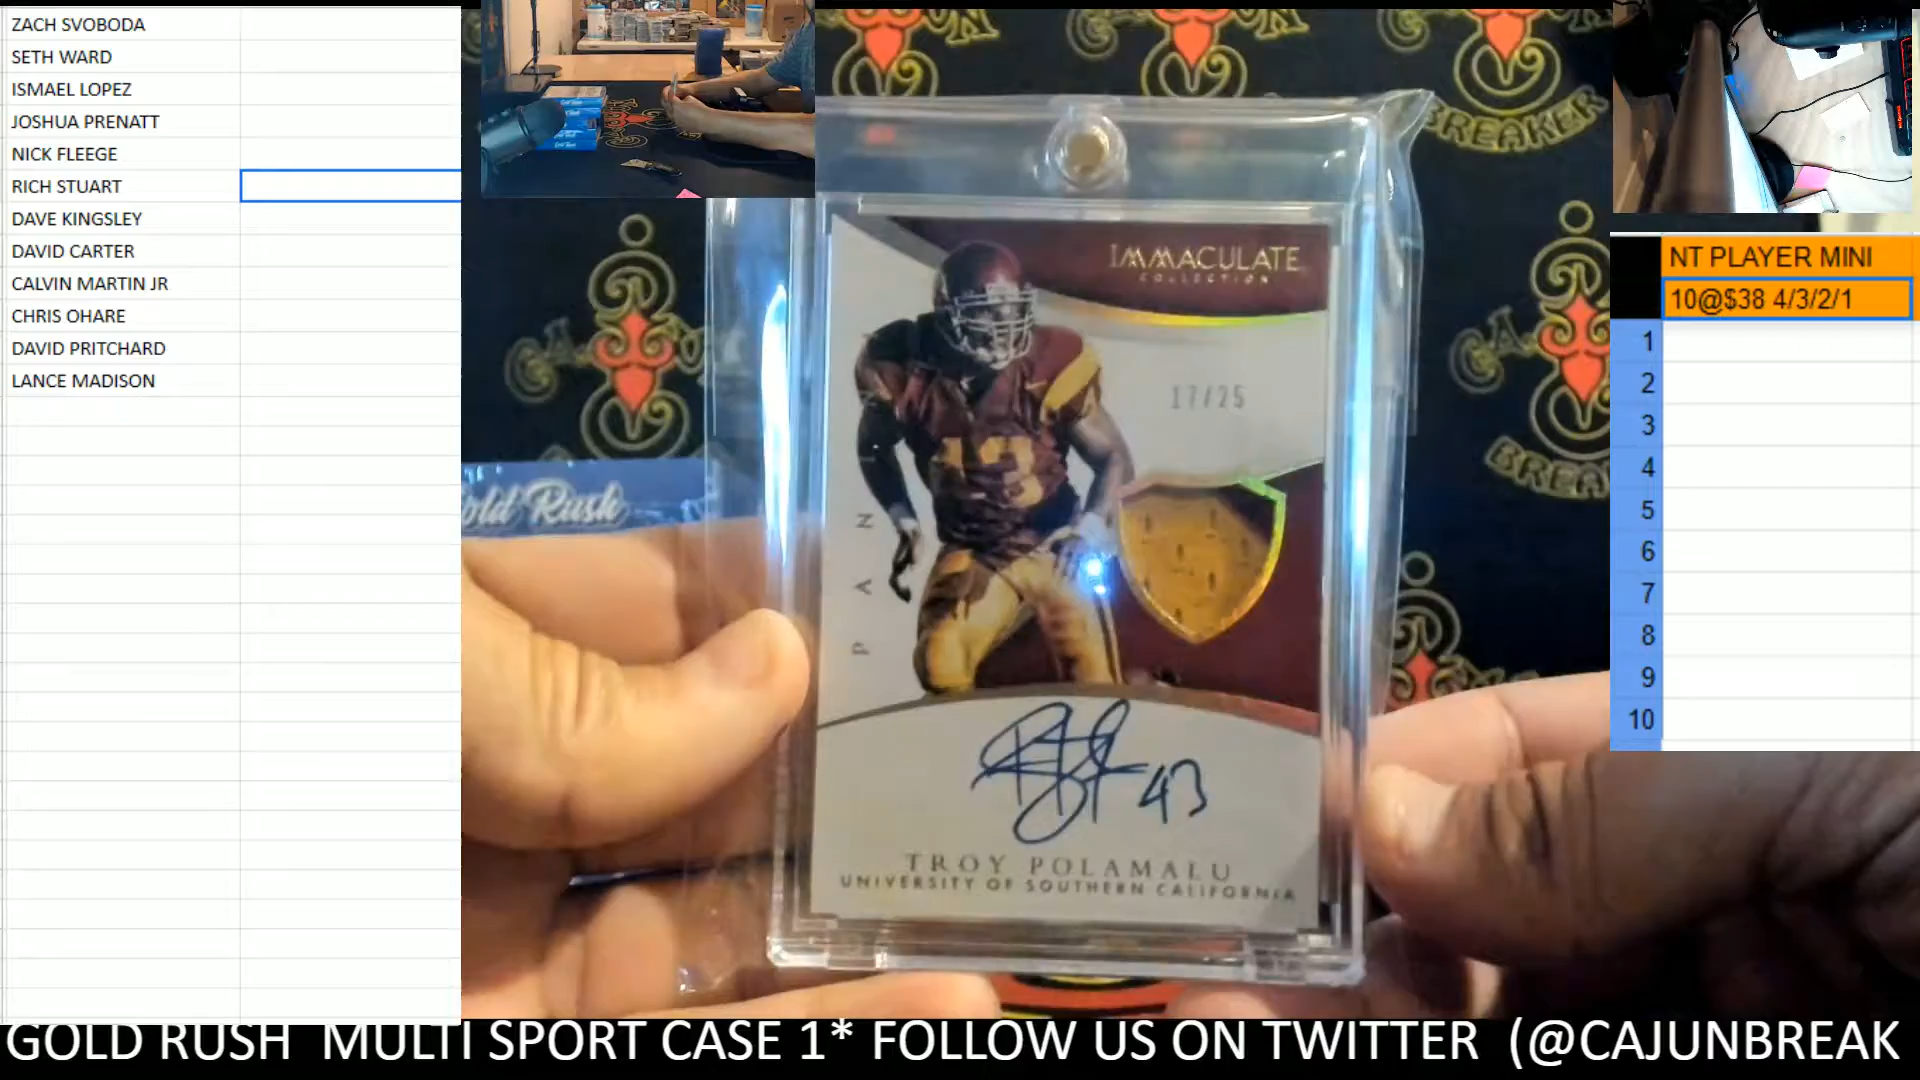 ZACH SVOBODA
SETH WARD
ISMAEL LOPEZ
JOSHUA PRENATT
NICK FLEEGE
RICH STUART
DAVE KINGSLEY
DAVID CARTER
CALVIN MARTIN JR
CHRIS OHARE
DAVID PRITCHARD
LANCE MADISON
BREAKER
IMMACULATE
COLLECTION
17/25
PANINI
43
TROY POLAMALU
UNIVERSITY OF SOUTHERN CALIFORNIA
Gold Rush
NT PLAYER MINI
10@$38 4/3/2/1
1
2
3
4
5
6
7
8
9
10
GOLD RUSH MULTI SPORT CASE 1* FOLLOW US ON TWITTER (@CAJUNBREAK